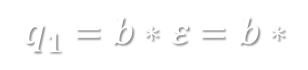 q₁ = b * ε = b *